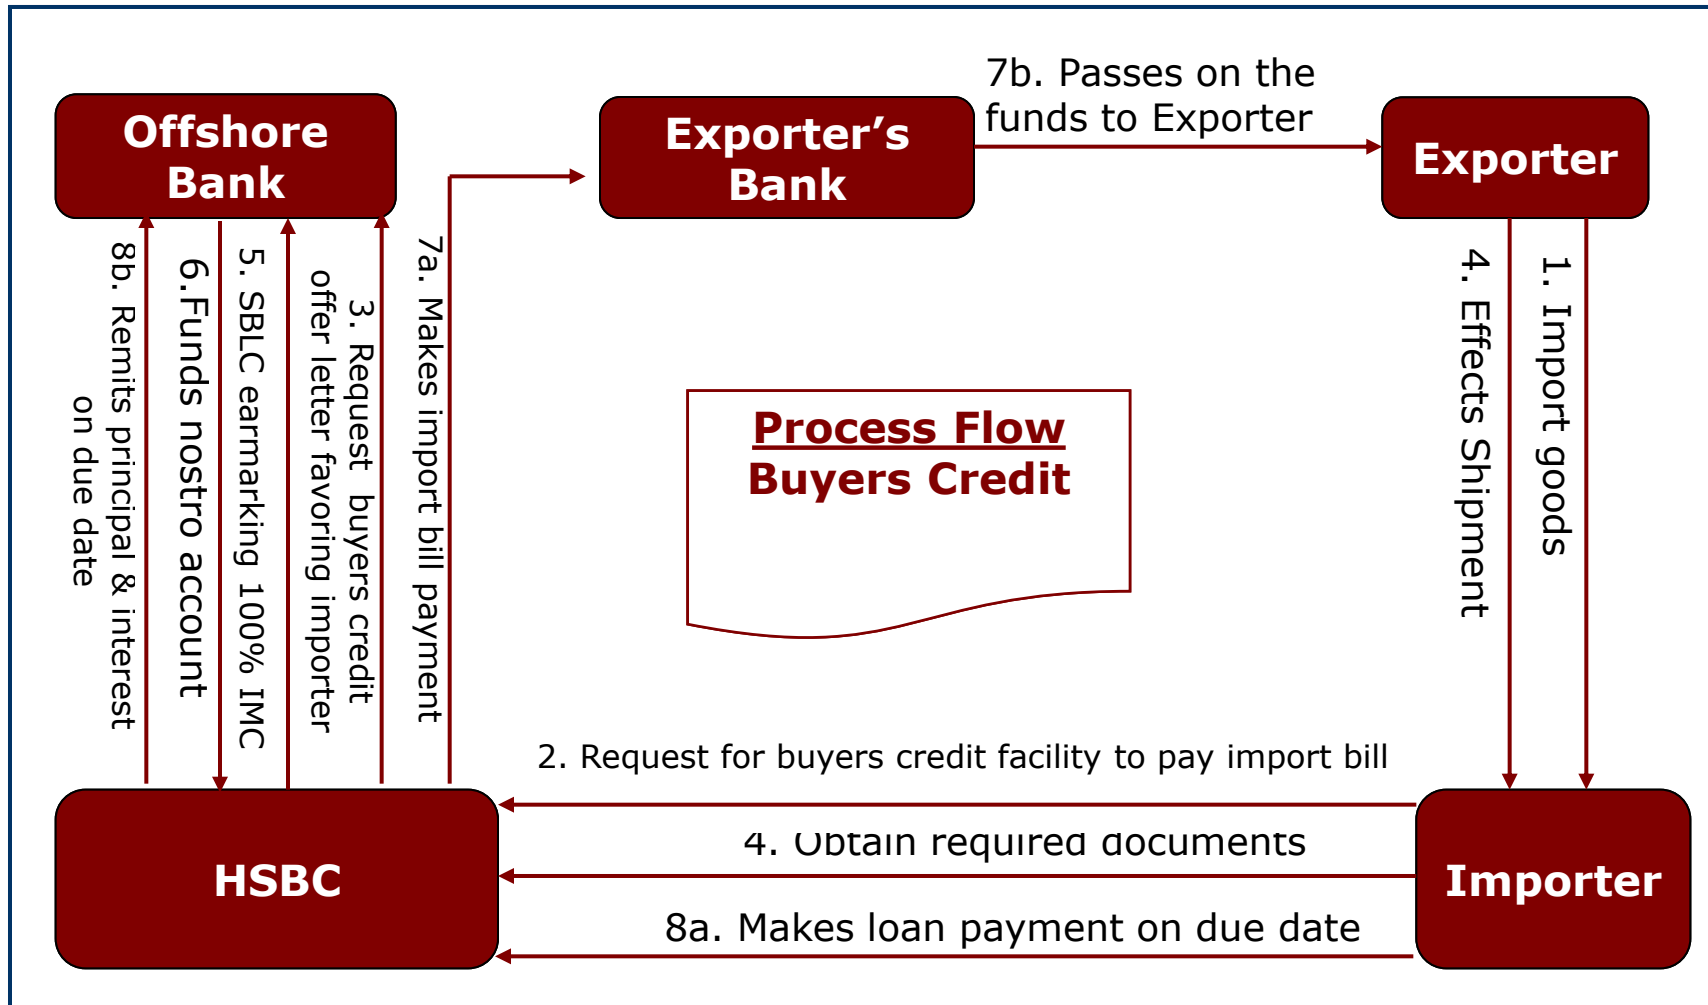 Offshore
Bank
Exporter’s
Bank
7b. Passes on the
funds to Exporter
Exporter
8b. Remits principal & interest
on due date
6.Funds nostro account
5. SBLC earmarking 100% IMC
3. Request buyers credit
offer letter favoring importer
7a. Makes import bill payment
Process Flow
Buyers Credit
4. Effects Shipment
1. Import goods
2. Request for buyers credit facility to pay import bill
4. Obtain required documents
8a. Makes loan payment on due date
HSBC
Importer